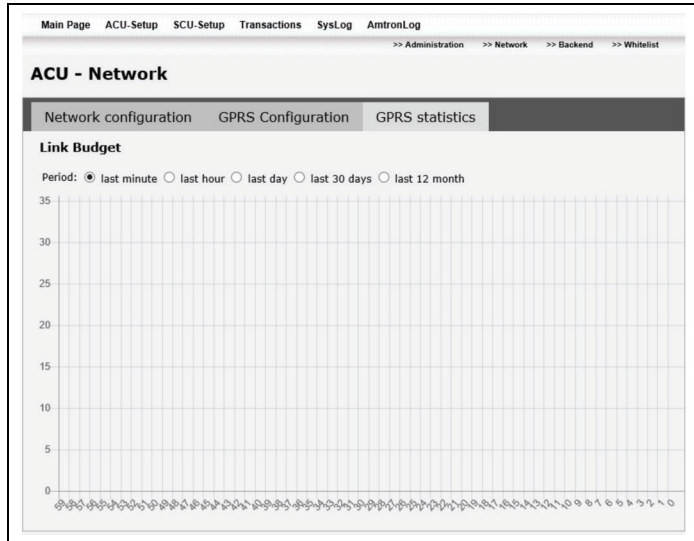 Main Page ACU-Setup SCU-Setup Transactions SysLog AmtronLog
>> Administration >> Network >> Backend >> Whitelist
ACU - Network
Network configuration GPRS Configuration GPRS statistics
Link Budget
Period: last minute last hour last day last 30 days last 12 month
35
30
25
20
15
10
5
0
59 58 57 56 55 54 53 52 51 50 49 48 47 46 45 44 43 42 41 40 39 38 37 36 35 34 33 32 31 30 29 28 27 26 25 24 23 22 21 20 19 18 17 16 15 14 13 12 11 10 9 8 7 6 5 4 3 2 1 0